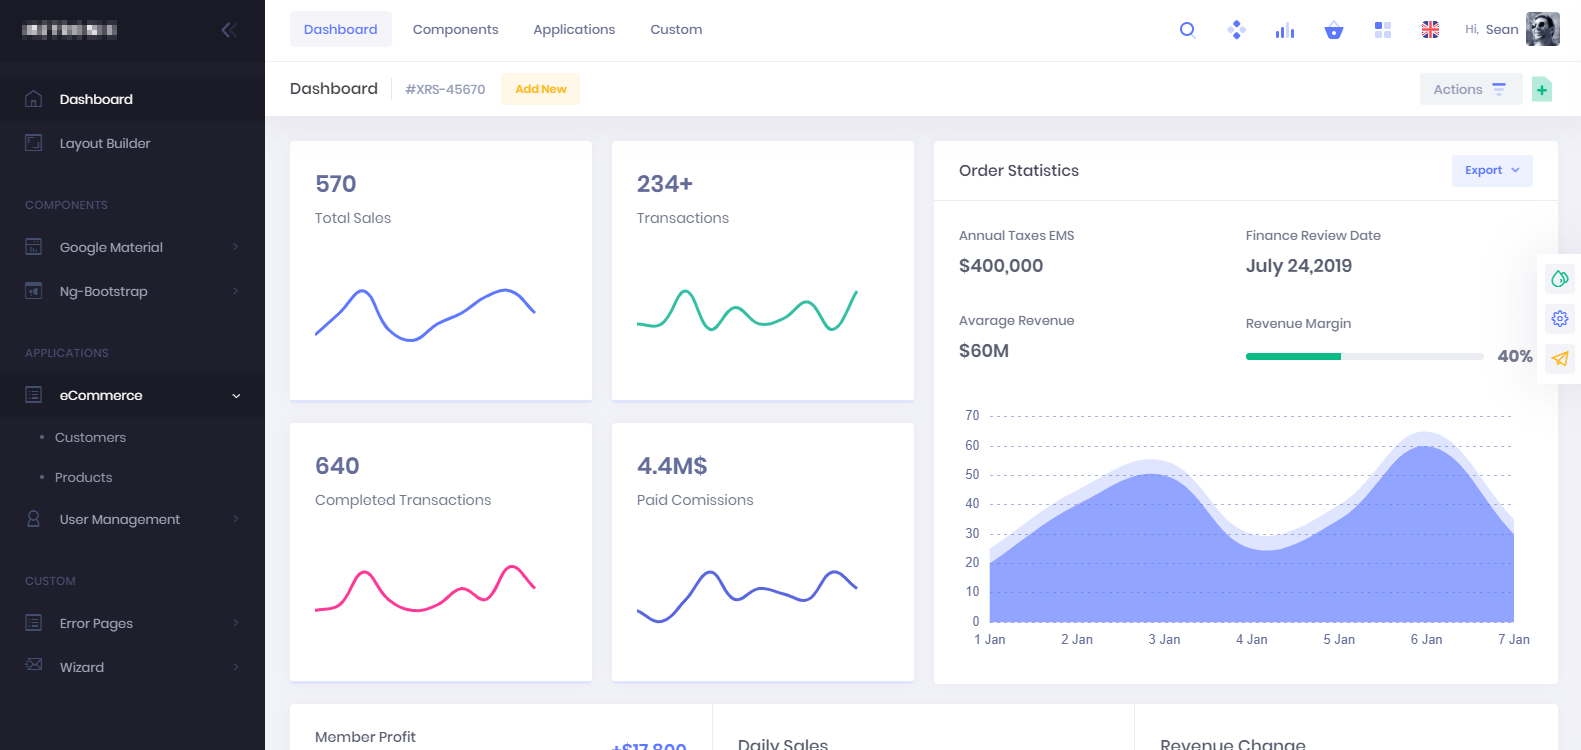 Dashboard
Components
Applications
Custom
Hi, Sean
Dashboard
#XRS-45670
Add New
Actions
Dashboard
Layout Builder
COMPONENTS
Google Material
Ng-Bootstrap
APPLICATIONS
eCommerce
Customers
Products
User Management
CUSTOM
Error Pages
Wizard
570
Total Sales
234+
Transactions
640
Completed Transactions
4.4M$
Paid Comissions
Order Statistics
Export
Annual Taxes EMS
$400,000
Finance Review Date
July 24,2019
Avarage Revenue
$60M
Revenue Margin
40%
70
60
50
40
30
20
10
0
1 Jan
2 Jan
3 Jan
4 Jan
5 Jan
6 Jan
7 Jan
Member Profit
+$17,800
Daily Sales
Revenue Change